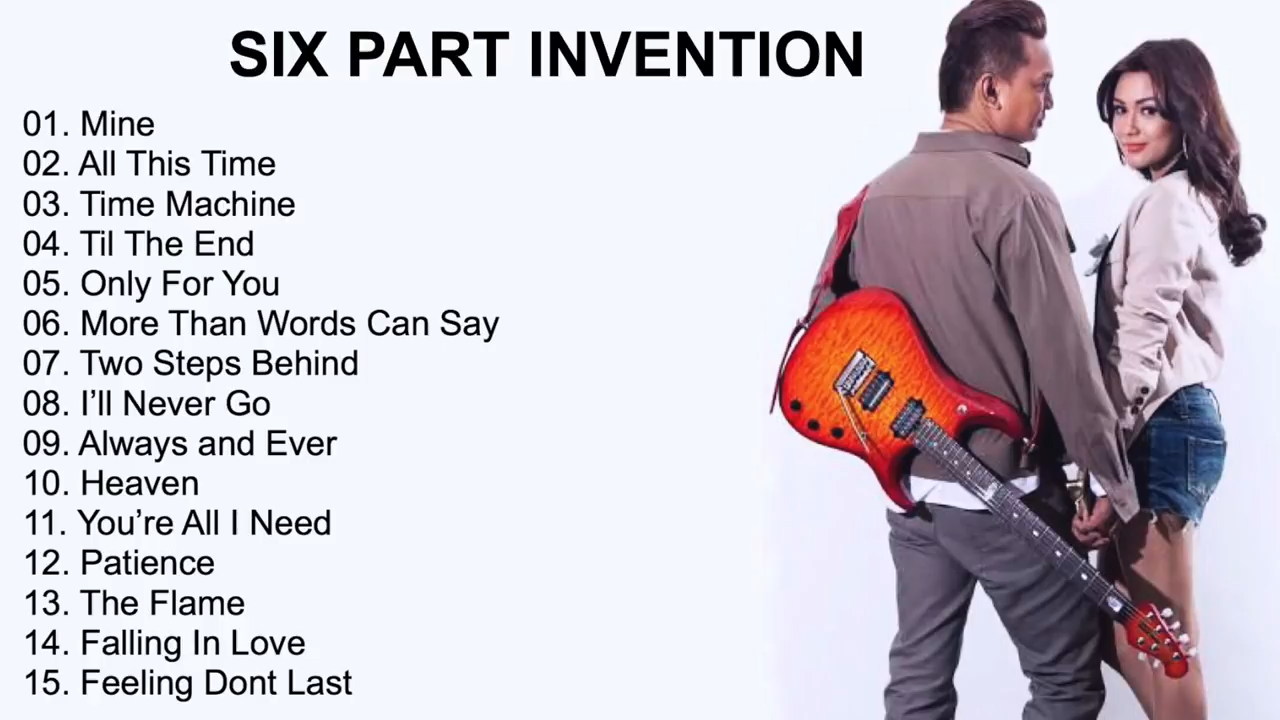 SIX PART INVENTION
01. Mine
02. All This Time
03. Time Machine
04. Til The End
05. Only For You
06. More Than Words Can Say
07. Two Steps Behind
08. I’ll Never Go
09. Always and Ever
10. Heaven
11. You’re All I Need
12. Patience
13. The Flame
14. Falling In Love
15. Feeling Dont Last